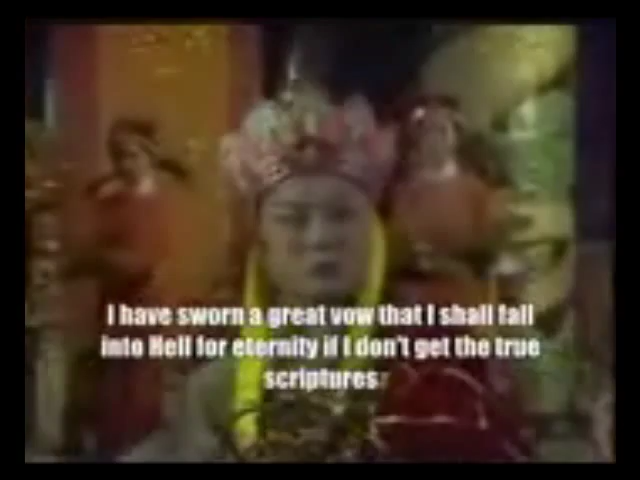 I have sworn a great vow that I shall fall
into Hell for eternity if I don't get the true
scriptures